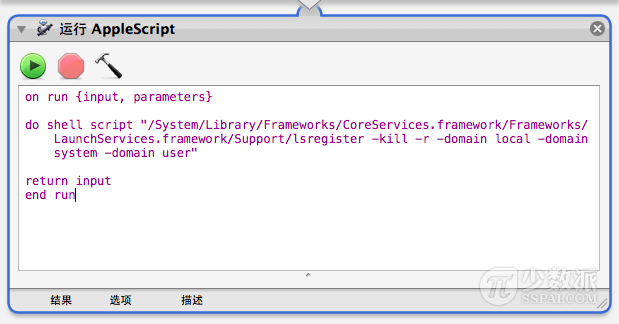 运行 AppleScript
on run {input, parameters}
do shell script "/System/Library/Frameworks/CoreServices.framework/Frameworks/
LaunchServices.framework/Support/lsregister -kill -r -domain local -domain
system -domain user"
return input
end run
少数派
SSPAI.COM
结果 选项 描述